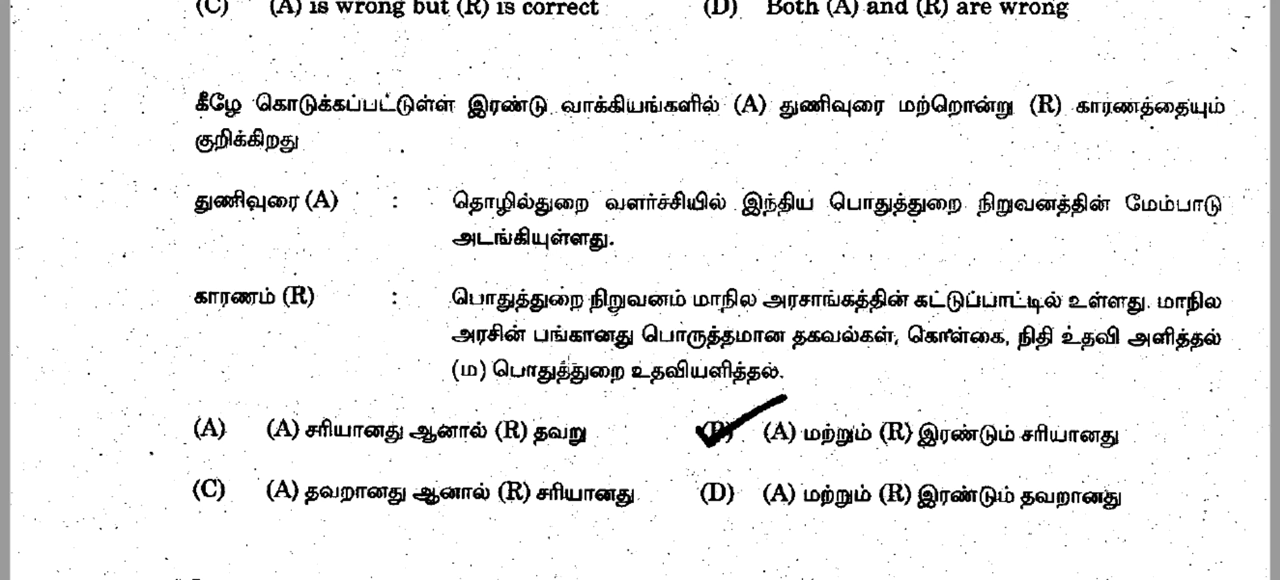 (C) (A) is wrong but (R) is correct (D) Both (A) and (R) are wrong
கீழே கொடுக்கப்பட்டுள்ள இரண்டு வாக்கியங்களில் (A) துணிவுரை மற்றொன்று (R) காரணத்தையும்
குறிக்கிறது
துணிவுரை (A) : தொழில்துறை வளர்ச்சியில் இந்திய பொதுத்துறை நிறுவனத்தின் மேம்பாடு
அடங்கியுள்ளது.
காரணம் (R) : பொதுத்துறை நிறுவனம் மாநில அரசாங்கத்தின் கட்டுப்பாட்டில் உள்ளது. மாநில
அரசின் பங்கானது பொருத்தமான தகவல்கள், கொள்கை, நிதி உதவி அளித்தல்
(ம) பொதுத்துறை உதவியளித்தல்.
(A) (A) சரியானது ஆனால் (R) தவறு (B) (A) மற்றும் (R) இரண்டும் சரியானது
(C) (A) தவறானது ஆனால் (R) சரியானது (D) (A) மற்றும் (R) இரண்டும் தவறானது